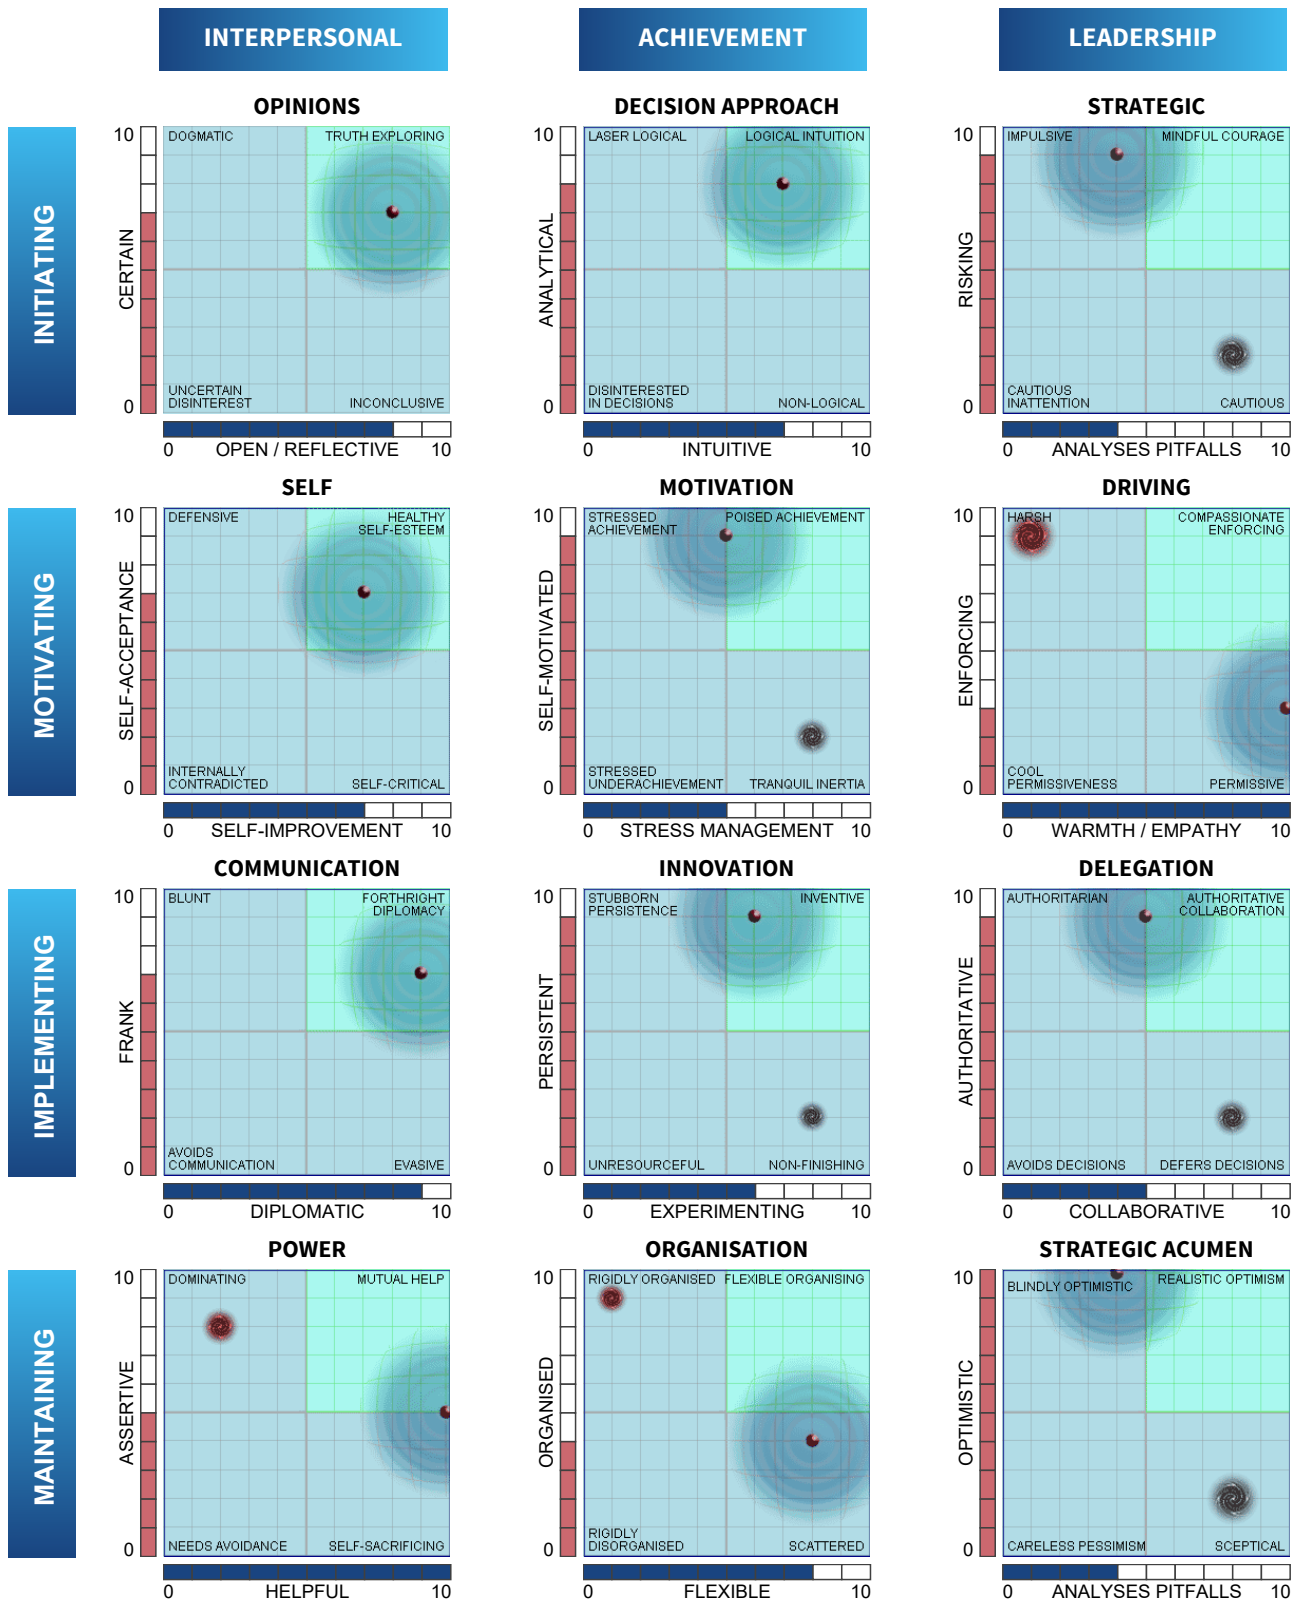 INTERPERSONAL
ACHIEVEMENT
LEADERSHIP
INITIATING
OPINIONS
10
DOGMATIC
TRUTH EXPLORING
CERTAIN
UNCERTAIN
DISINTEREST
INCONCLUSIVE
0
0
OPEN / REFLECTIVE
10
DECISION APPROACH
10
LASER LOGICAL
LOGICAL INTUITION
ANALYTICAL
DISINTERESTED
IN DECISIONS
NON-LOGICAL
0
0
INTUITIVE
10
STRATEGIC
10
IMPULSIVE
MINDFUL COURAGE
RISKING
CAUTIOUS
INATTENTION
CAUTIOUS
0
0
ANALYSES PITFALLS
10
MOTIVATING
SELF
10
DEFENSIVE
HEALTHY
SELF-ESTEEM
SELF-ACCEPTANCE
INTERNALLY
CONTRADICTED
SELF-CRITICAL
0
0
SELF-IMPROVEMENT
10
MOTIVATION
10
STRESSED
ACHIEVEMENT
POISED ACHIEVEMENT
SELF-MOTIVATED
STRESSED
UNDERACHIEVEMENT
TRANQUIL INERTIA
0
0
STRESS MANAGEMENT
10
DRIVING
10
HARSH
COMPASSIONATE
ENFORCING
ENFORCING
COOL
PERMISSIVENESS
PERMISSIVE
0
0
WARMTH / EMPATHY
10
IMPLEMENTING
COMMUNICATION
10
BLUNT
FORTHRIGHT
DIPLOMACY
FRANK
AVOIDS
COMMUNICATION
EVASIVE
0
0
DIPLOMATIC
10
INNOVATION
10
STUBBORN
PERSISTENCE
INVENTIVE
PERSISTENT
UNRESOURCEFUL
NON-FINISHING
0
0
EXPERIMENTING
10
DELEGATION
10
AUTHORITARIAN
AUTHORITATIVE
COLLABORATION
AUTHORITATIVE
AVOIDS DECISIONS
DEFERS DECISIONS
0
0
COLLABORATIVE
10
MAINTAINING
POWER
10
DOMINATING
MUTUAL HELP
ASSERTIVE
NEEDS AVOIDANCE
SELF-SACRIFICING
0
0
HELPFUL
10
ORGANISATION
10
RIGIDLY ORGANISED
FLEXIBLE ORGANISING
ORGANISED
RIGIDLY
DISORGANISED
SCATTERED
0
0
FLEXIBLE
10
STRATEGIC ACUMEN
10
BLINDLY OPTIMISTIC
REALISTIC OPTIMISM
OPTIMISTIC
CARELESS PESSIMISM
SCEPTICAL
0
0
ANALYSES PITFALLS
10